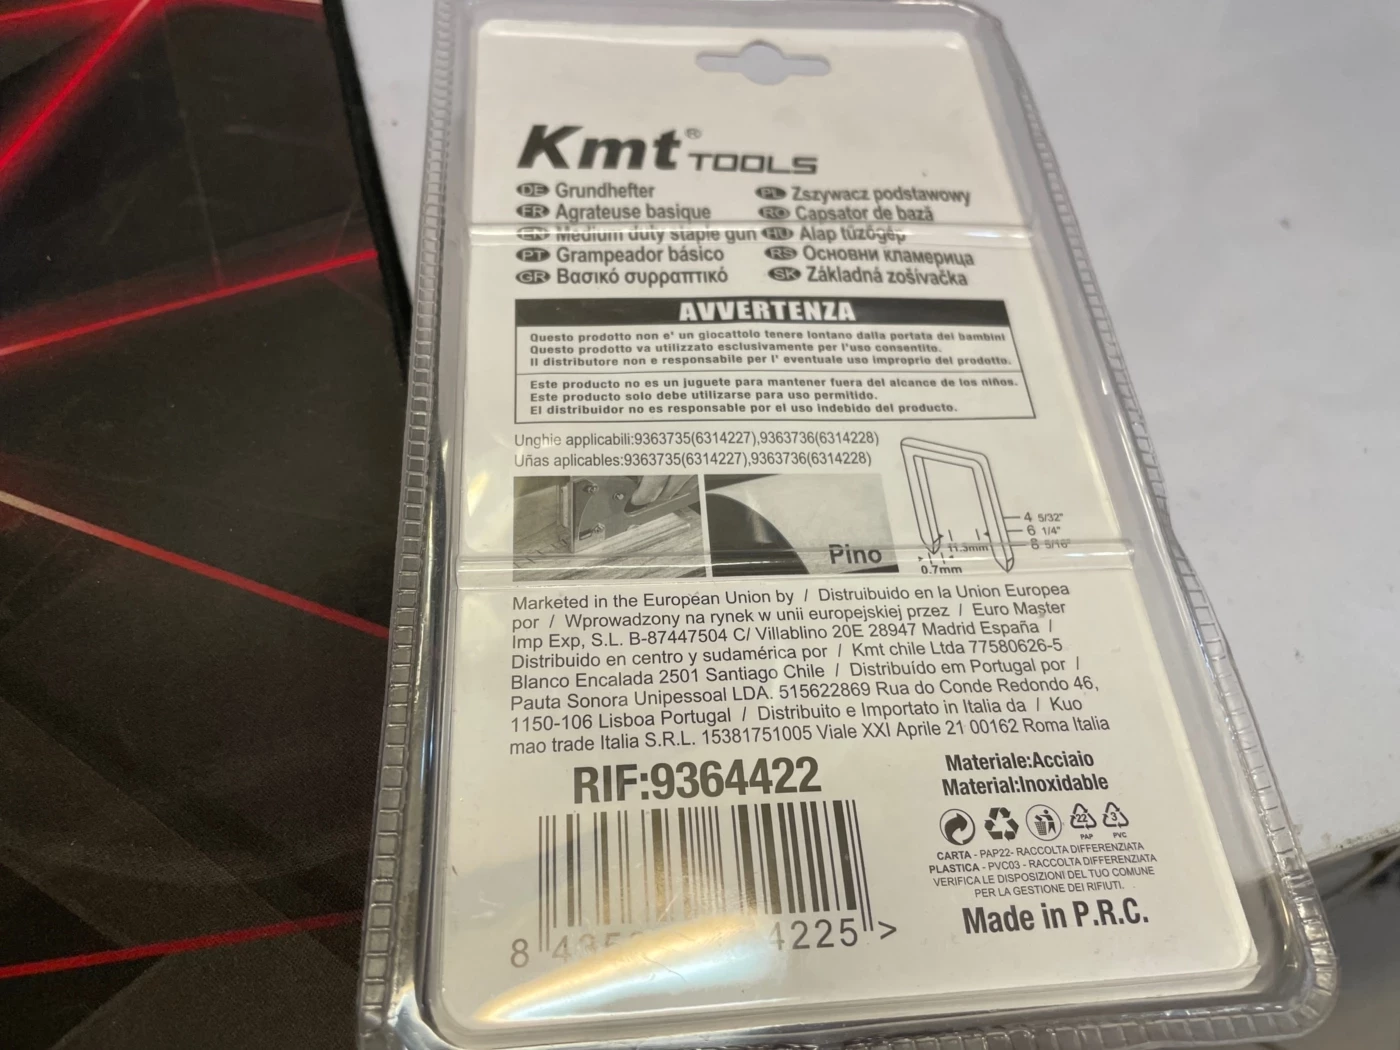 Kmt® TOOLS
DE Grundhefter
FR Agrateuse basique
EN Medium duty staple gun
PT Grampeador básico
GR Βασικό συρραπτικό
PL Zszywacz podstawowy
RO Capsator de bază
HU Alap tűzőgép
RS Основни кламерица
SK Základná zošívačka
AVVERTENZA
Questo prodotto non e' un giocattolo tenere lontano dalla portata dei bambini
Questo prodotto va utilizzato esclusivamente per l'uso consentito.
Il distributore non e responsabile per l' eventuale uso improprio del prodotto.
Este producto no es un juguete para mantener fuera del alcance de los niños.
Este producto solo debe utilizarse para uso permitido.
El distribuidor no es responsable por el uso indebido del producto.
Unghie applicabili:9363735(6314227),9363736(6314228)
Uñas aplicables:9363735(6314227),9363736(6314228)
Pino
4 5/32"
6 1/4"
8 5/16"
11.3mm
0.7mm
Marketed in the European Union by / Distruibuido en la Union Europea
por / Wprowadzony na rynek w unii europejskiej przez / Euro Master
Imp Exp, S.L. B-87447504 C/ Villablino 20E 28947 Madrid España /
Distribuido en centro y sudamérica por / Kmt chile Ltda 77580626-5
Blanco Encalada 2501 Santiago Chile / Distribuído em Portugal por /
Pauta Sonora Unipessoal LDA. 515622869 Rua do Conde Redondo 46,
1150-106 Lisboa Portugal / Distribuito e Importato in Italia da / Kuo
mao trade Italia S.R.L. 15381751005 Viale XXI Aprile 21 00162 Roma Italia
RIF:9364422
Materiale:Acciaio
Material:Inoxidable
22
PAP
3
PVC
CARTA - PAP22- RACCOLTA DIFFERENZIATA
PLASTICA - PVC03 - RACCOLTA DIFFERENZIATA
VERIFICA LE DISPOSIZIONI DEL TUO COMUNE
PER LA GESTIONE DEI RIFIUTI.
Made in P.R.C.
8 4225 >